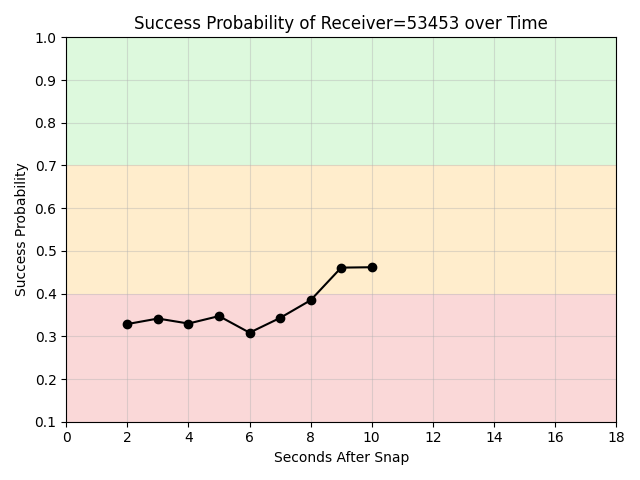 Success Probability of Receiver=53453 over Time
1.0
0.9
0.8
0.7
0.6
0.5
0.4
0.3
0.2
0.1
Success Probability
0 2 4 6 8 10 12 14 16 18
Seconds After Snap